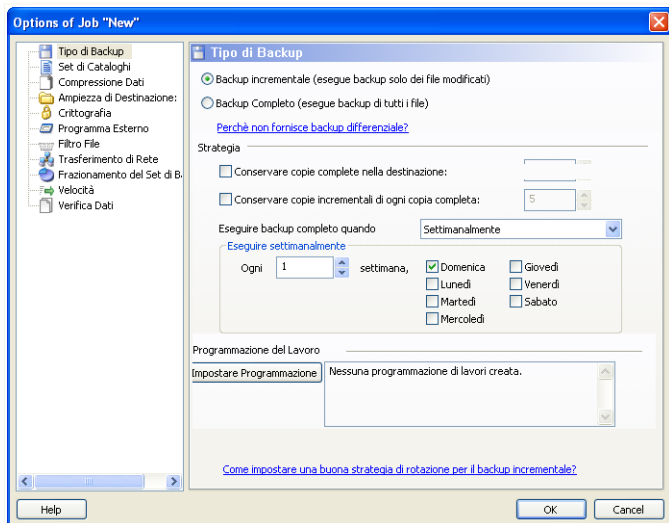 Options of Job "New"
Tipo di Backup
Set di Cataloghi
Compressione Dati
Ampiezza di Destinazione:
Crittografia
Programma Esterno
Filtro File
Trasferimento di Rete
Frazionamento del Set di B
Velocità
Verifica Dati
Tipo di Backup
Backup incrementale (esegue backup solo dei file modificati)
Backup Completo (esegue backup di tutti i file)
Perchè non fornisce backup differenziale?
Strategia
Conservare copie complete nella destinazione:
Conservare copie incrementali di ogni copia completa: 5
Eseguire backup completo quando Settimanalmente
Eseguire settimanalmente
Ogni 1 settimana,
Domenica Giovedì
Lunedì Venerdì
Martedì Sabato
Mercoledì
Programmazione del Lavoro
Impostare Programmazione Nessuna programmazione di lavori creata.
Come impostare una buona strategia di rotazione per il backup incrementale?
Help OK Cancel